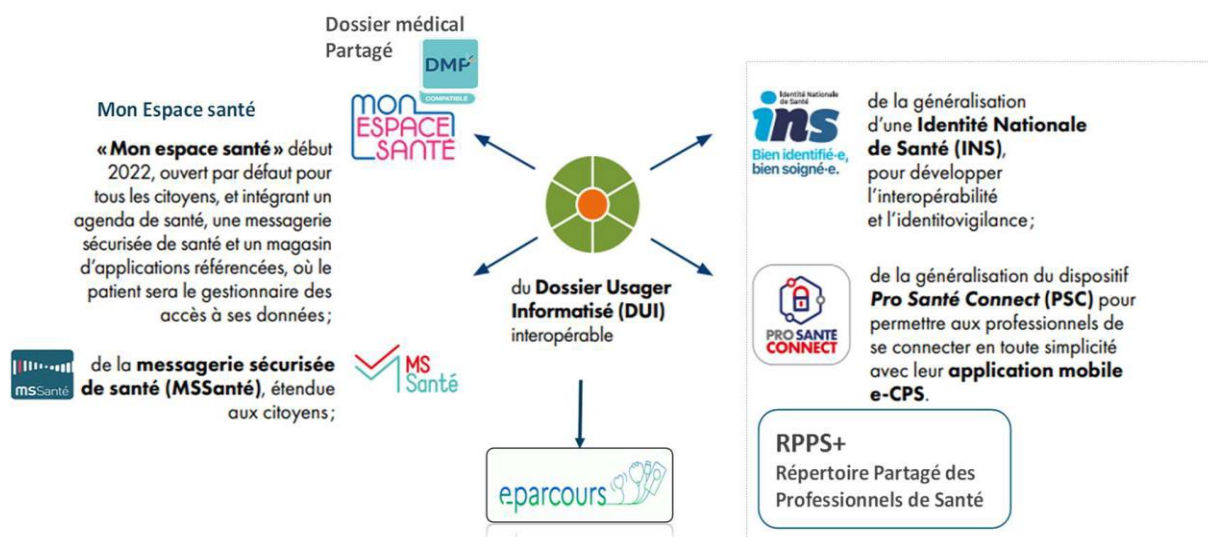 Dossier médical
Partagé
DMP
COMPATIBLE
Mon Espace santé
MON
ESPACE
SANTÉ
« Mon espace santé » début
2022, ouvert par défaut pour
tous les citoyens, et intégrant un
agenda de santé, une messagerie
sécurisée de santé et un magasin
d’applications référencées, où le
patient sera le gestionnaire des
accès à ses données ;
mssanté
de la messagerie sécurisée
de santé (MSSanté), étendue
aux citoyens ;
MS
Santé
du Dossier Usager
Informatisé (DUI)
interopérable
eparcours
Identité Nationale
de Santé
ins
Bien identifié·e,
bien soigné·e.
de la généralisation
d’une Identité Nationale
de Santé (INS),
pour développer
l’interopérabilité
et l’identitovigilance ;
PRO SANTE
CONNECT
de la généralisation du dispositif
Pro Santé Connect (PSC) pour
permettre aux professionnels de
se connecter en toute simplicité
avec leur application mobile
e-CPS.
RPPS+
Répertoire Partagé des
Professionnels de Santé